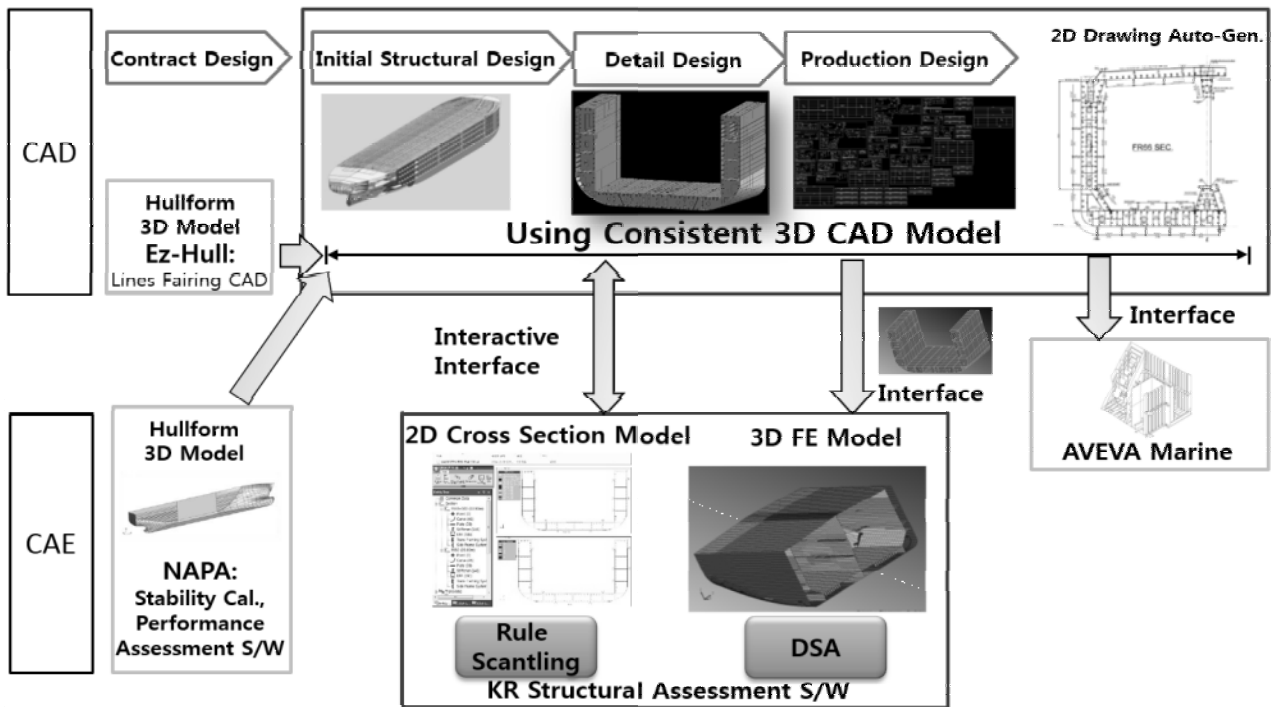 CAD
Contract Design
Initial Structural Design
Detail Design
Production Design
2D Drawing Auto-Gen.
FR66 SEC.
Hullform
3D Model
Ez-Hull:
Lines Fairing CAD
Using Consistent 3D CAD Model
Interactive
Interface
Interface
Interface
AVEVA Marine
CAE
Hullform
3D Model
NAPA:
Stability Cal.,
Performance
Assessment S/W
2D Cross Section Model
3D FE Model
Rule
Scantling
DSA
KR Structural Assessment S/W